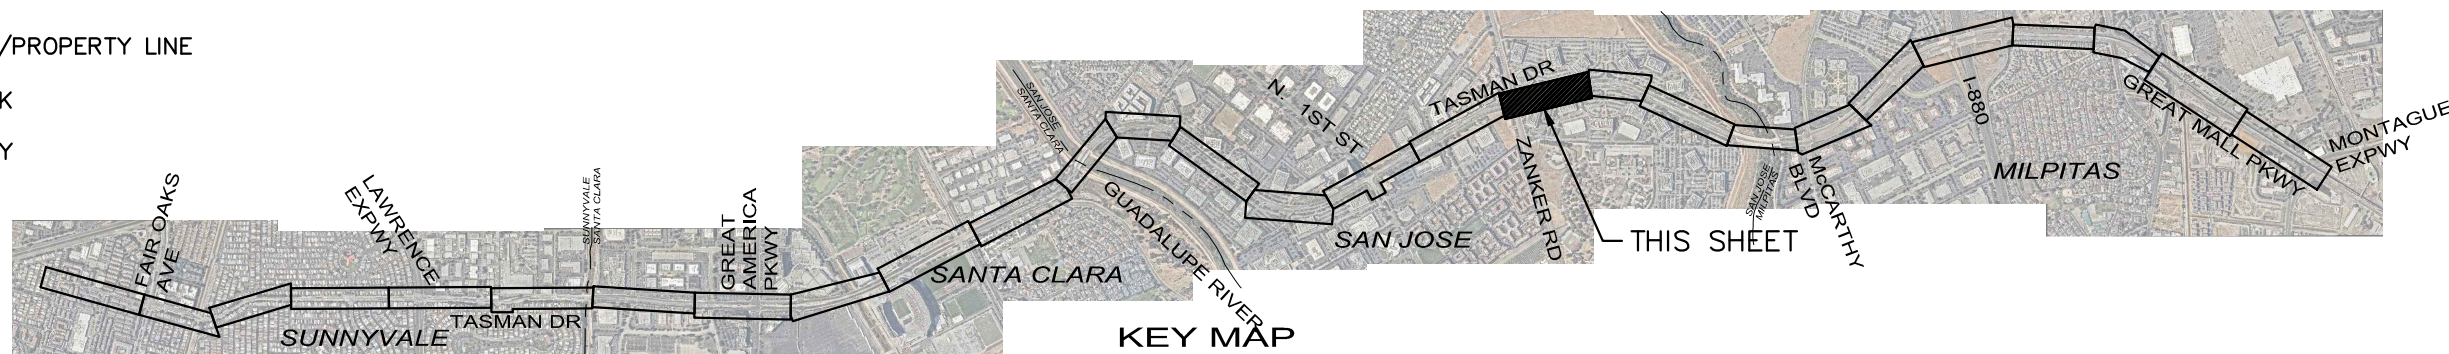 /PROPERTY LINE
K
Y
FAIR OAKS
AVE
LAWRENCE
EXPWY
SUNNYVALE
SANTA CLARA
GREAT
AMERICA
PKWY
TASMAN DR
SUNNYVALE
SANTA CLARA
SAN JOSE
SANTA CLARA
GUADALUPE RIVER
N. 1ST ST
TASMAN DR
ZANKER RD
SAN JOSE
THIS SHEET
SAN JOSE
MILPITAS
McCARTHY
BLVD
I-880
MILPITAS
GREAT MALL PKWY
MONTAGUE
EXPWY
KEY MAP